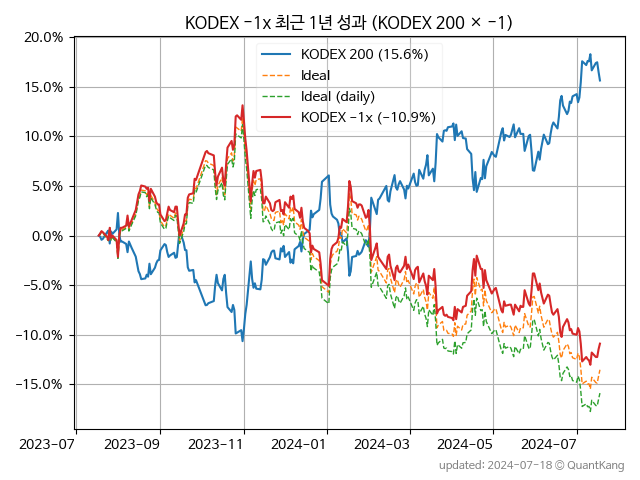 KODEX -1x 최근 1년 성과 (KODEX 200 × -1)
20.0%
15.0%
10.0%
5.0%
0.0%
-5.0%
-10.0%
-15.0%
KODEX 200 (15.6%)
Ideal
Ideal (daily)
KODEX -1x (-10.9%)
2023-07 2023-09 2023-11 2024-01 2024-03 2024-05 2024-07
updated: 2024-07-18 © QuantKang